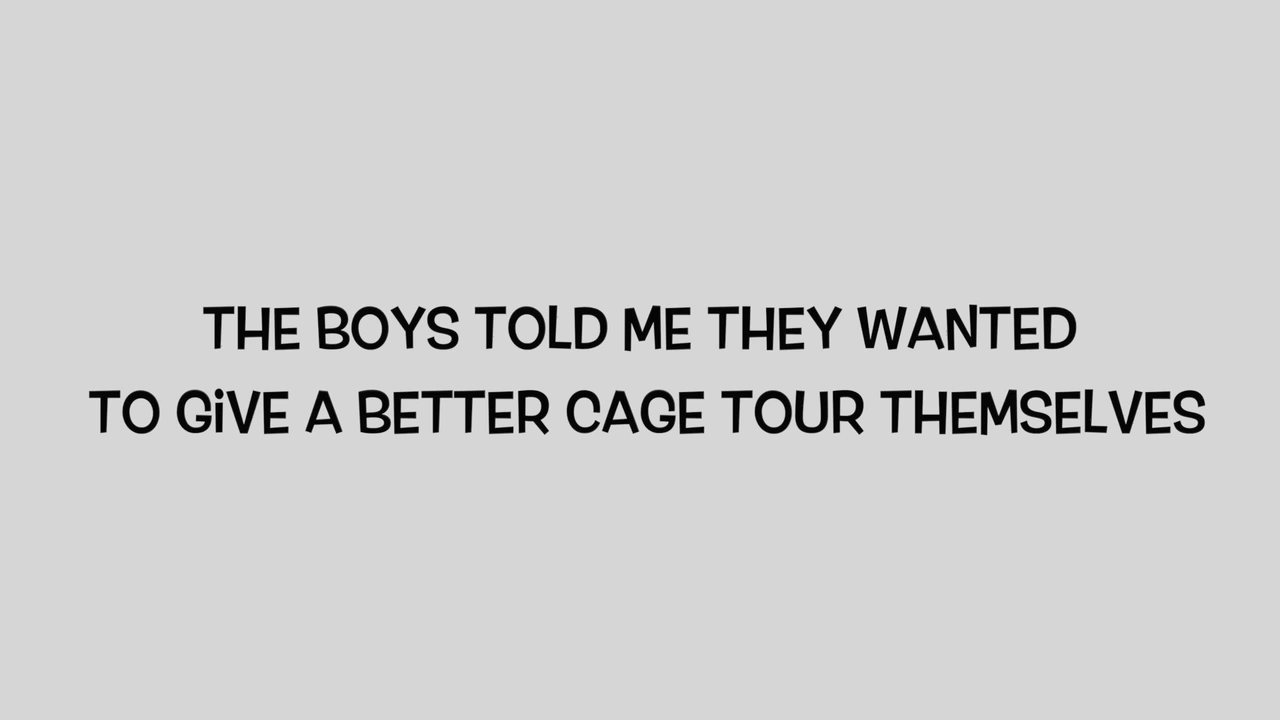 THE BOYS TOLD ME THEY WANTED
TO GiVE A BETTER CAGE TOUR THEMSELVES